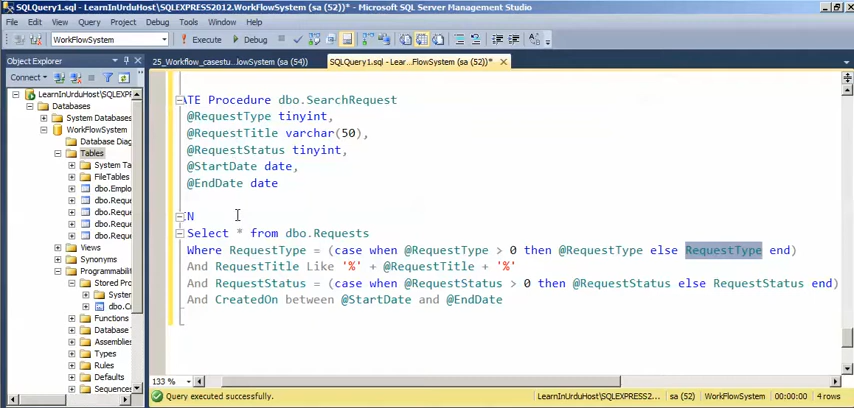 SQLQuery1.sql - LearnInUrduHost\SQLEXPRESS2012.WorkFlowSystem (sa (52))* - Microsoft SQL Server Management Studio
File Edit View Query Project Debug Tools Window Help
WorkFlowSystem Execute Debug
Object Explorer
25_Workflow_casestu...lowSystem (sa (54))
SQLQuery1.sql - Lear...FlowSystem (sa (52))*
Connect
LearnInUrduHost\SQLEXPRES
Databases
System Databases
WorkFlowSystem
Database Diag
Tables
System Ta
FileTables
dbo.Emplo
dbo.Reque
dbo.Reque
dbo.Reque
Views
Synonyms
Programmability
Stored Pro
System
dbo.C
Functions
Database
Assemblies
Types
Rules
Defaults
Sequences
ATE Procedure dbo.SearchRequest
@RequestType tinyint,
@RequestTitle varchar(50),
@RequestStatus tinyint,
@StartDate date,
@EndDate date
IN
Select * from dbo.Requests
Where RequestType = (case when @RequestType > 0 then @RequestType else RequestType end)
And RequestTitle Like '%' + @RequestTitle + '%'
And RequestStatus = (case when @RequestStatus > 0 then @RequestStatus else RequestStatus end)
And CreatedOn between @StartDate and @EndDate
133 %
Query executed successfully. LearnInUrduHost\SQLEXPRESS2... sa (52) WorkFlowSystem 00:00:00 4 rows